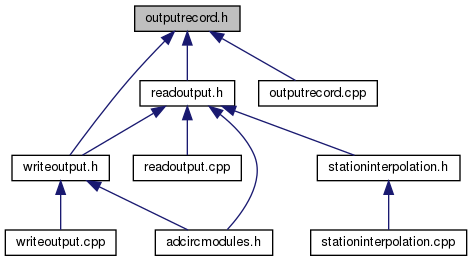 outputrecord.h
readoutput.h
outputrecord.cpp
writeoutput.h
readoutput.cpp
stationinterpolation.h
writeoutput.cpp
adcircmodules.h
stationinterpolation.cpp